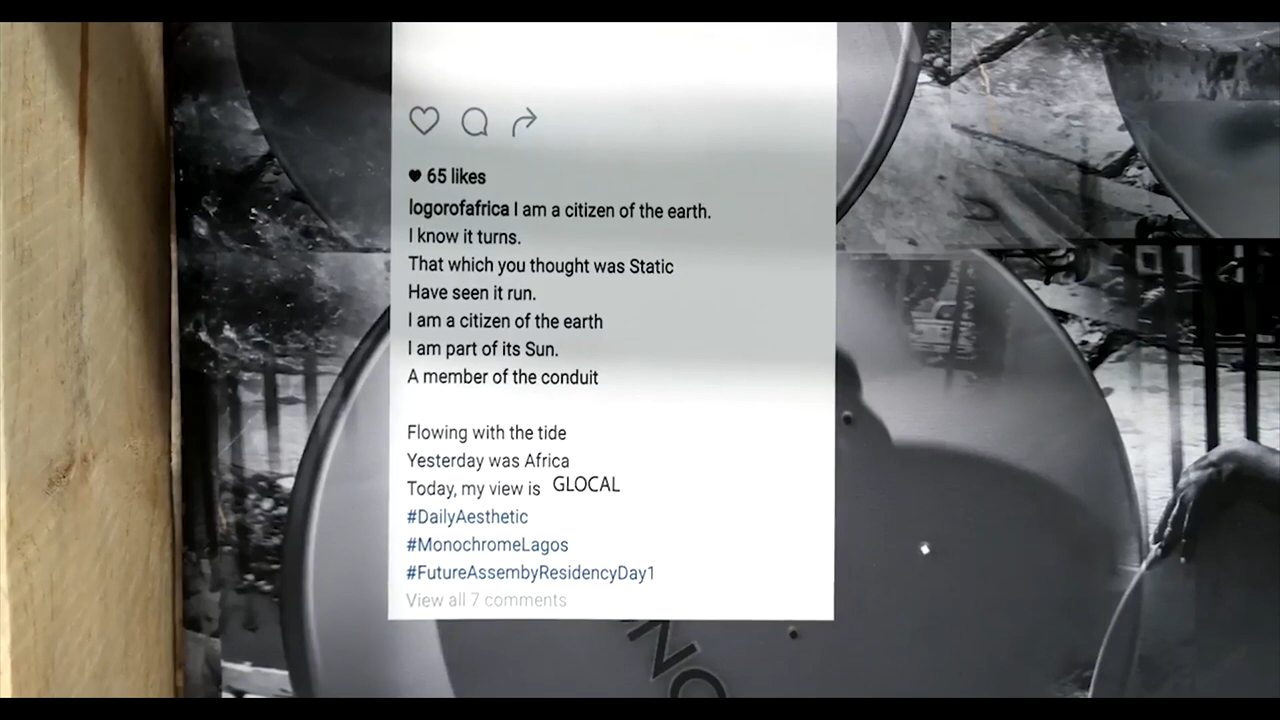 65 likes
logorofafrica I am a citizen of the earth.
I know it turns.
That which you thought was Static
Have seen it run.
I am a citizen of the earth
I am part of its Sun.
A member of the conduit
Flowing with the tide
Yesterday was Africa
Today, my view is GLOCAL
#DailyAesthetic
#MonochromeLagos
#FutureAssembyResidencyDay1
View all 7 comments